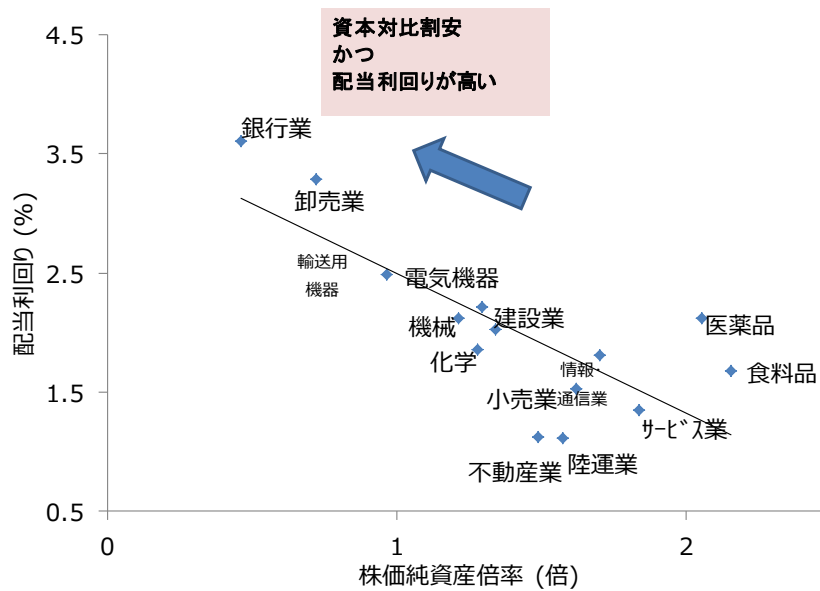 資本対比割安
かつ
配当利回りが高い
4.5
3.5
2.5
1.5
0.5
配当利回り (%)
銀行業
卸売業
輸送用
機器
電気機器
機械
建設業
化学
医薬品
情報・
通信業
食料品
小売業
サービス業
不動産業
陸運業
0
1
2
株価純資産倍率 (倍)